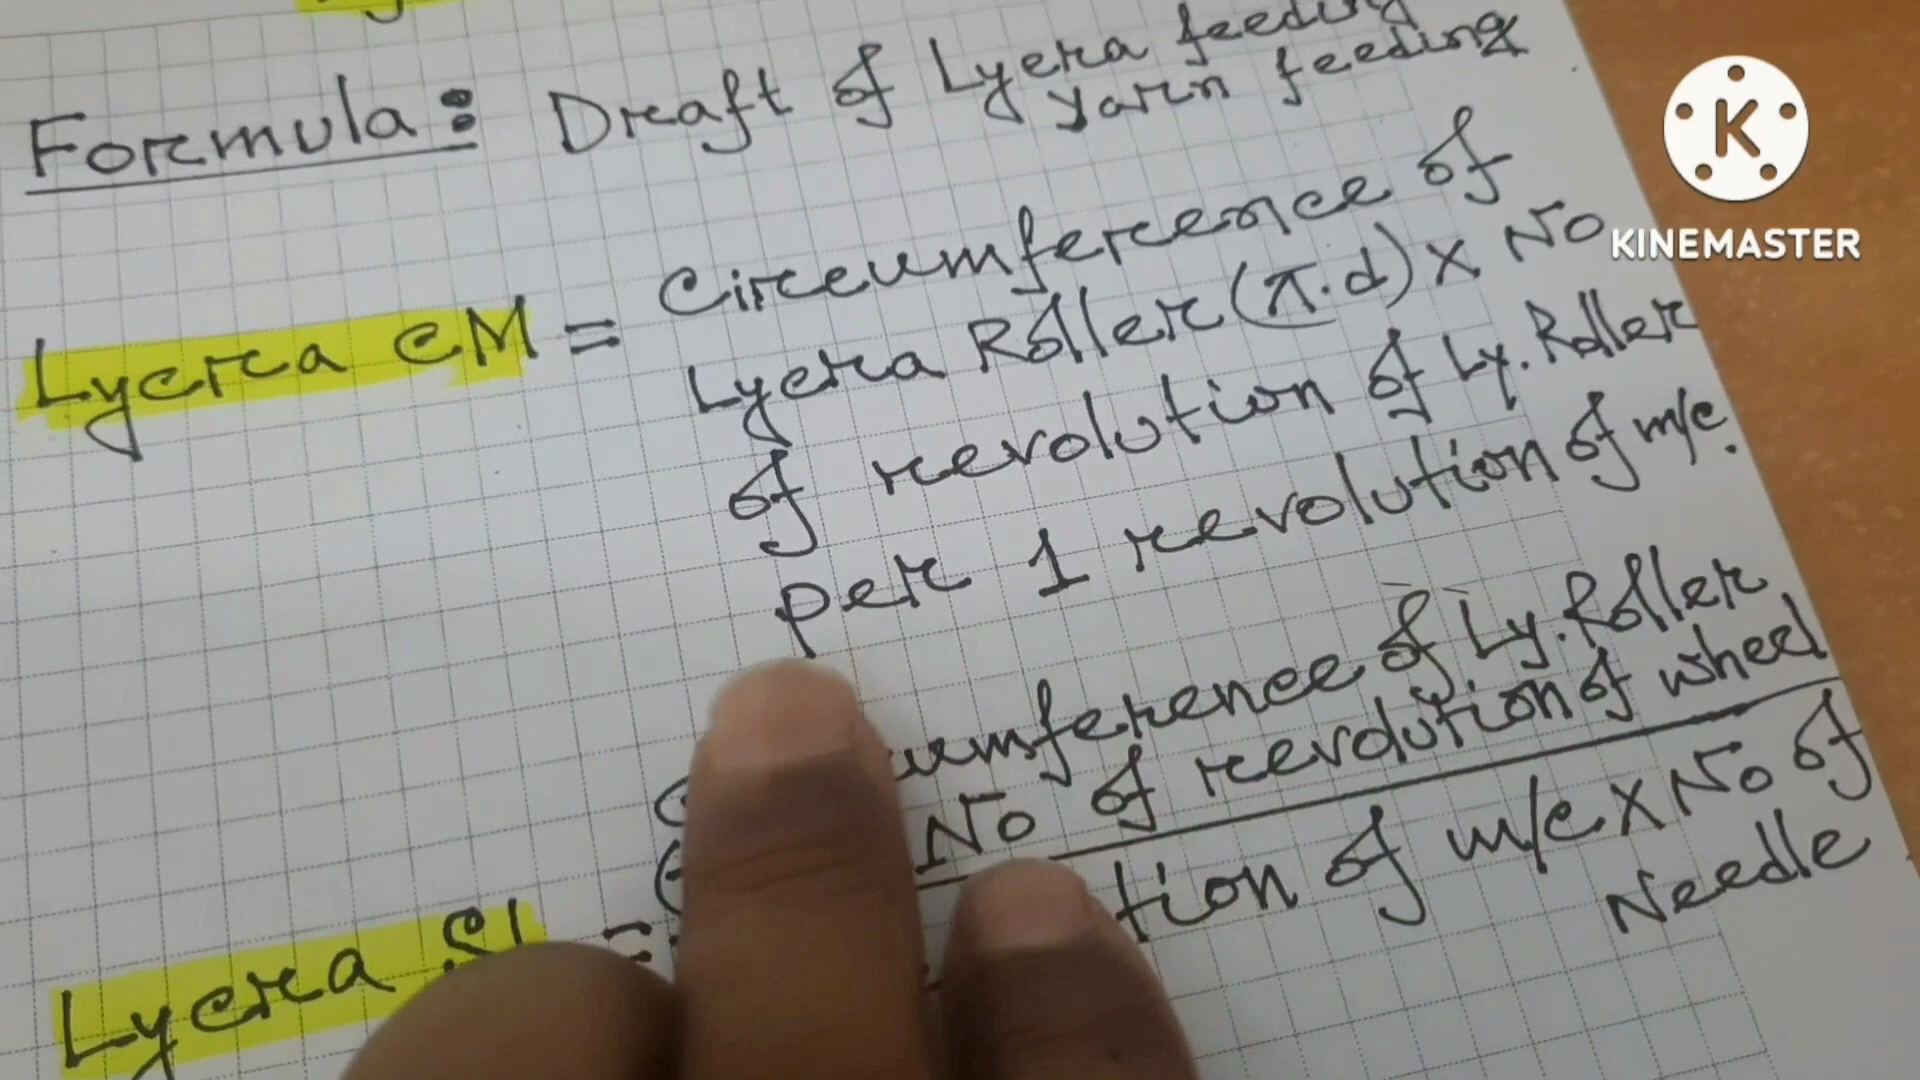 Formula: Draft of Lycra feeding
yarn feeding
Lycra CM = Circumference of
Lycra Roller (π.d) X No
of revolution of Ly. Roller
per 1 revolution of m/c.
Circumference of Ly. Roller
No of revolution of wheel
tion of m/c X No of
Needle
Lycra SL =
K
KINEMASTER